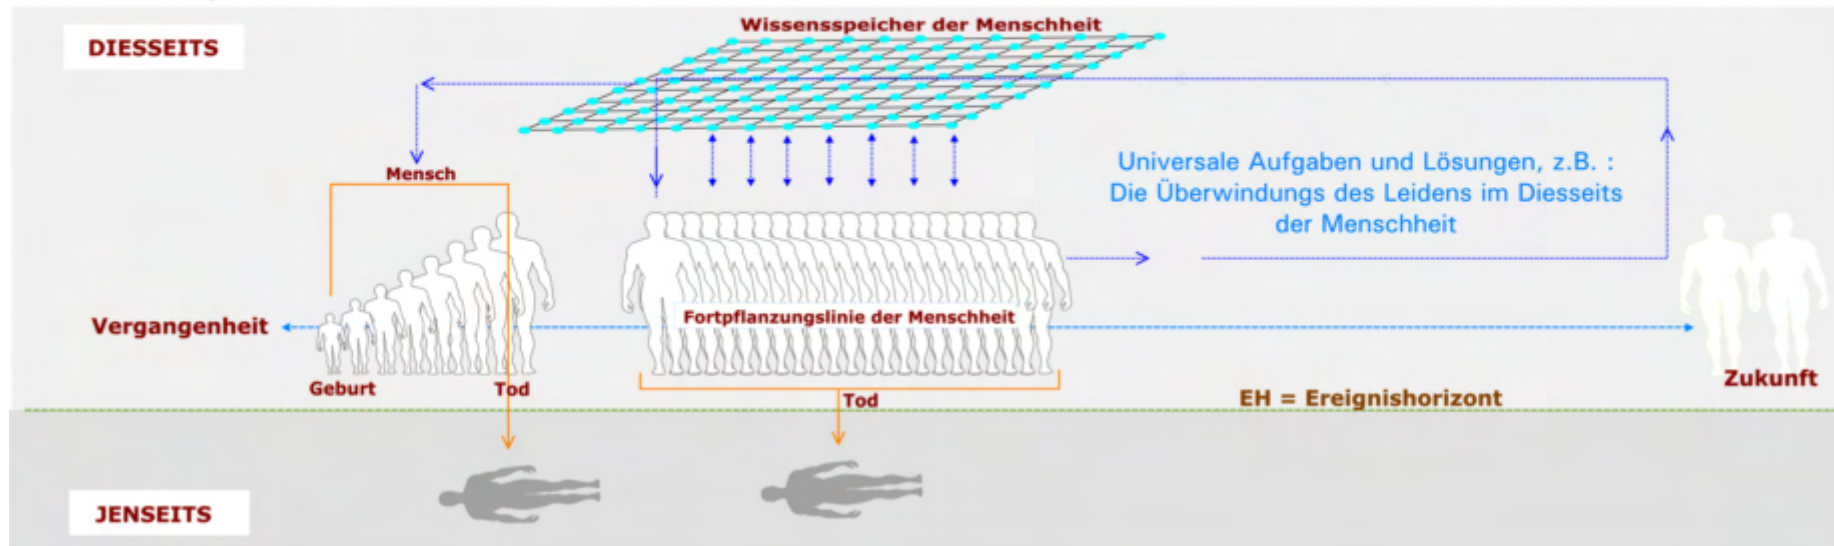 Wissensspeicher der Menschheit
DIESSEITS
Mensch
Universale Aufgaben und Lösungen, z.B. :
Die Überwindungs des Leidens im Diesseits
der Menschheit
Vergangenheit
Fortpflanzungslinie der Menschheit
Zukunft
Geburt
Tod
Tod
EH = Ereignishorizont
JENSEITS